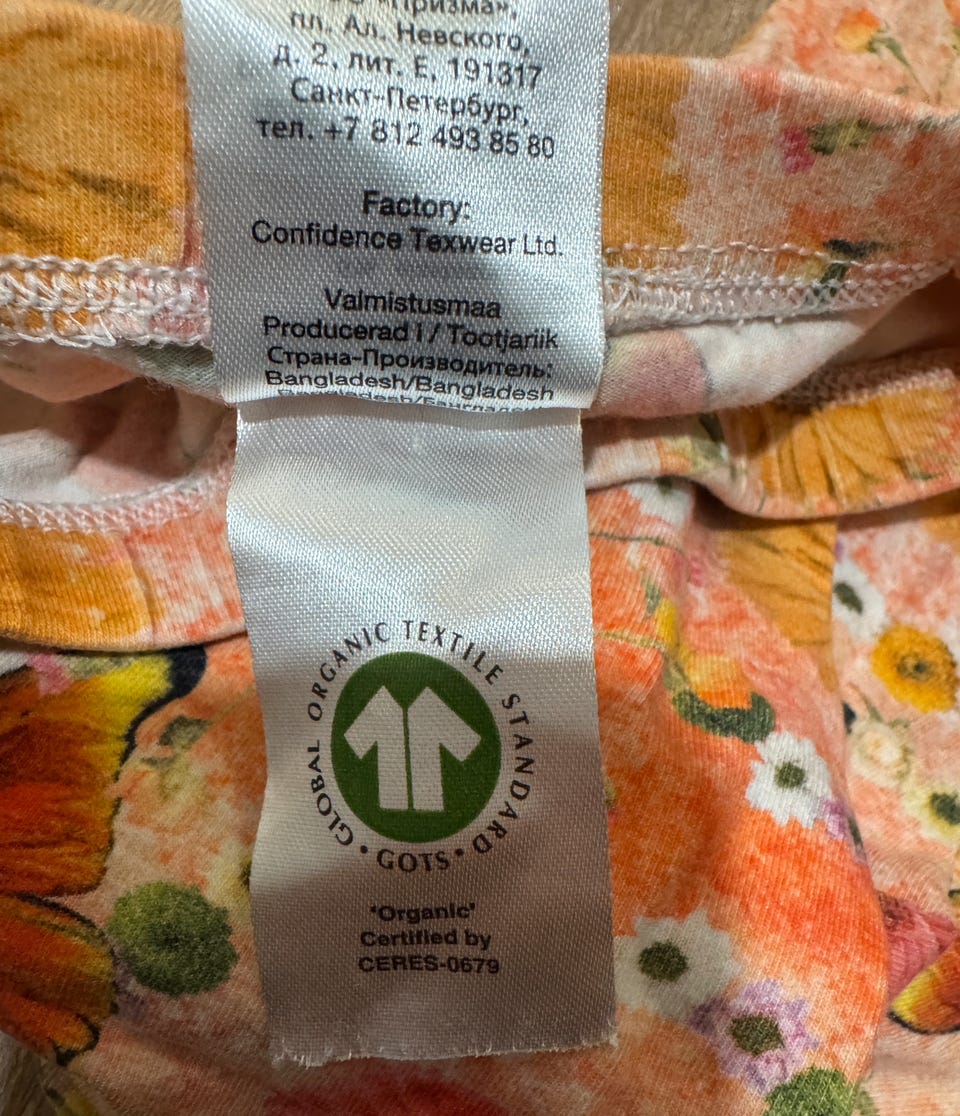 «Призма»,
пл. Ал. Невского,
д. 2, лит. Е, 191317
Санкт-Петербург,
тел. +7 812 493 85 80
Factory:
Confidence Texwear Ltd.
Valmistusmaa
Producerad i / Tootjariik
Страна-Производитель:
Bangladesh/Bangladesh
GLOBAL ORGANIC TEXTILE STANDARD
• GOTS •
'Organic'
Certified by
CERES-0679